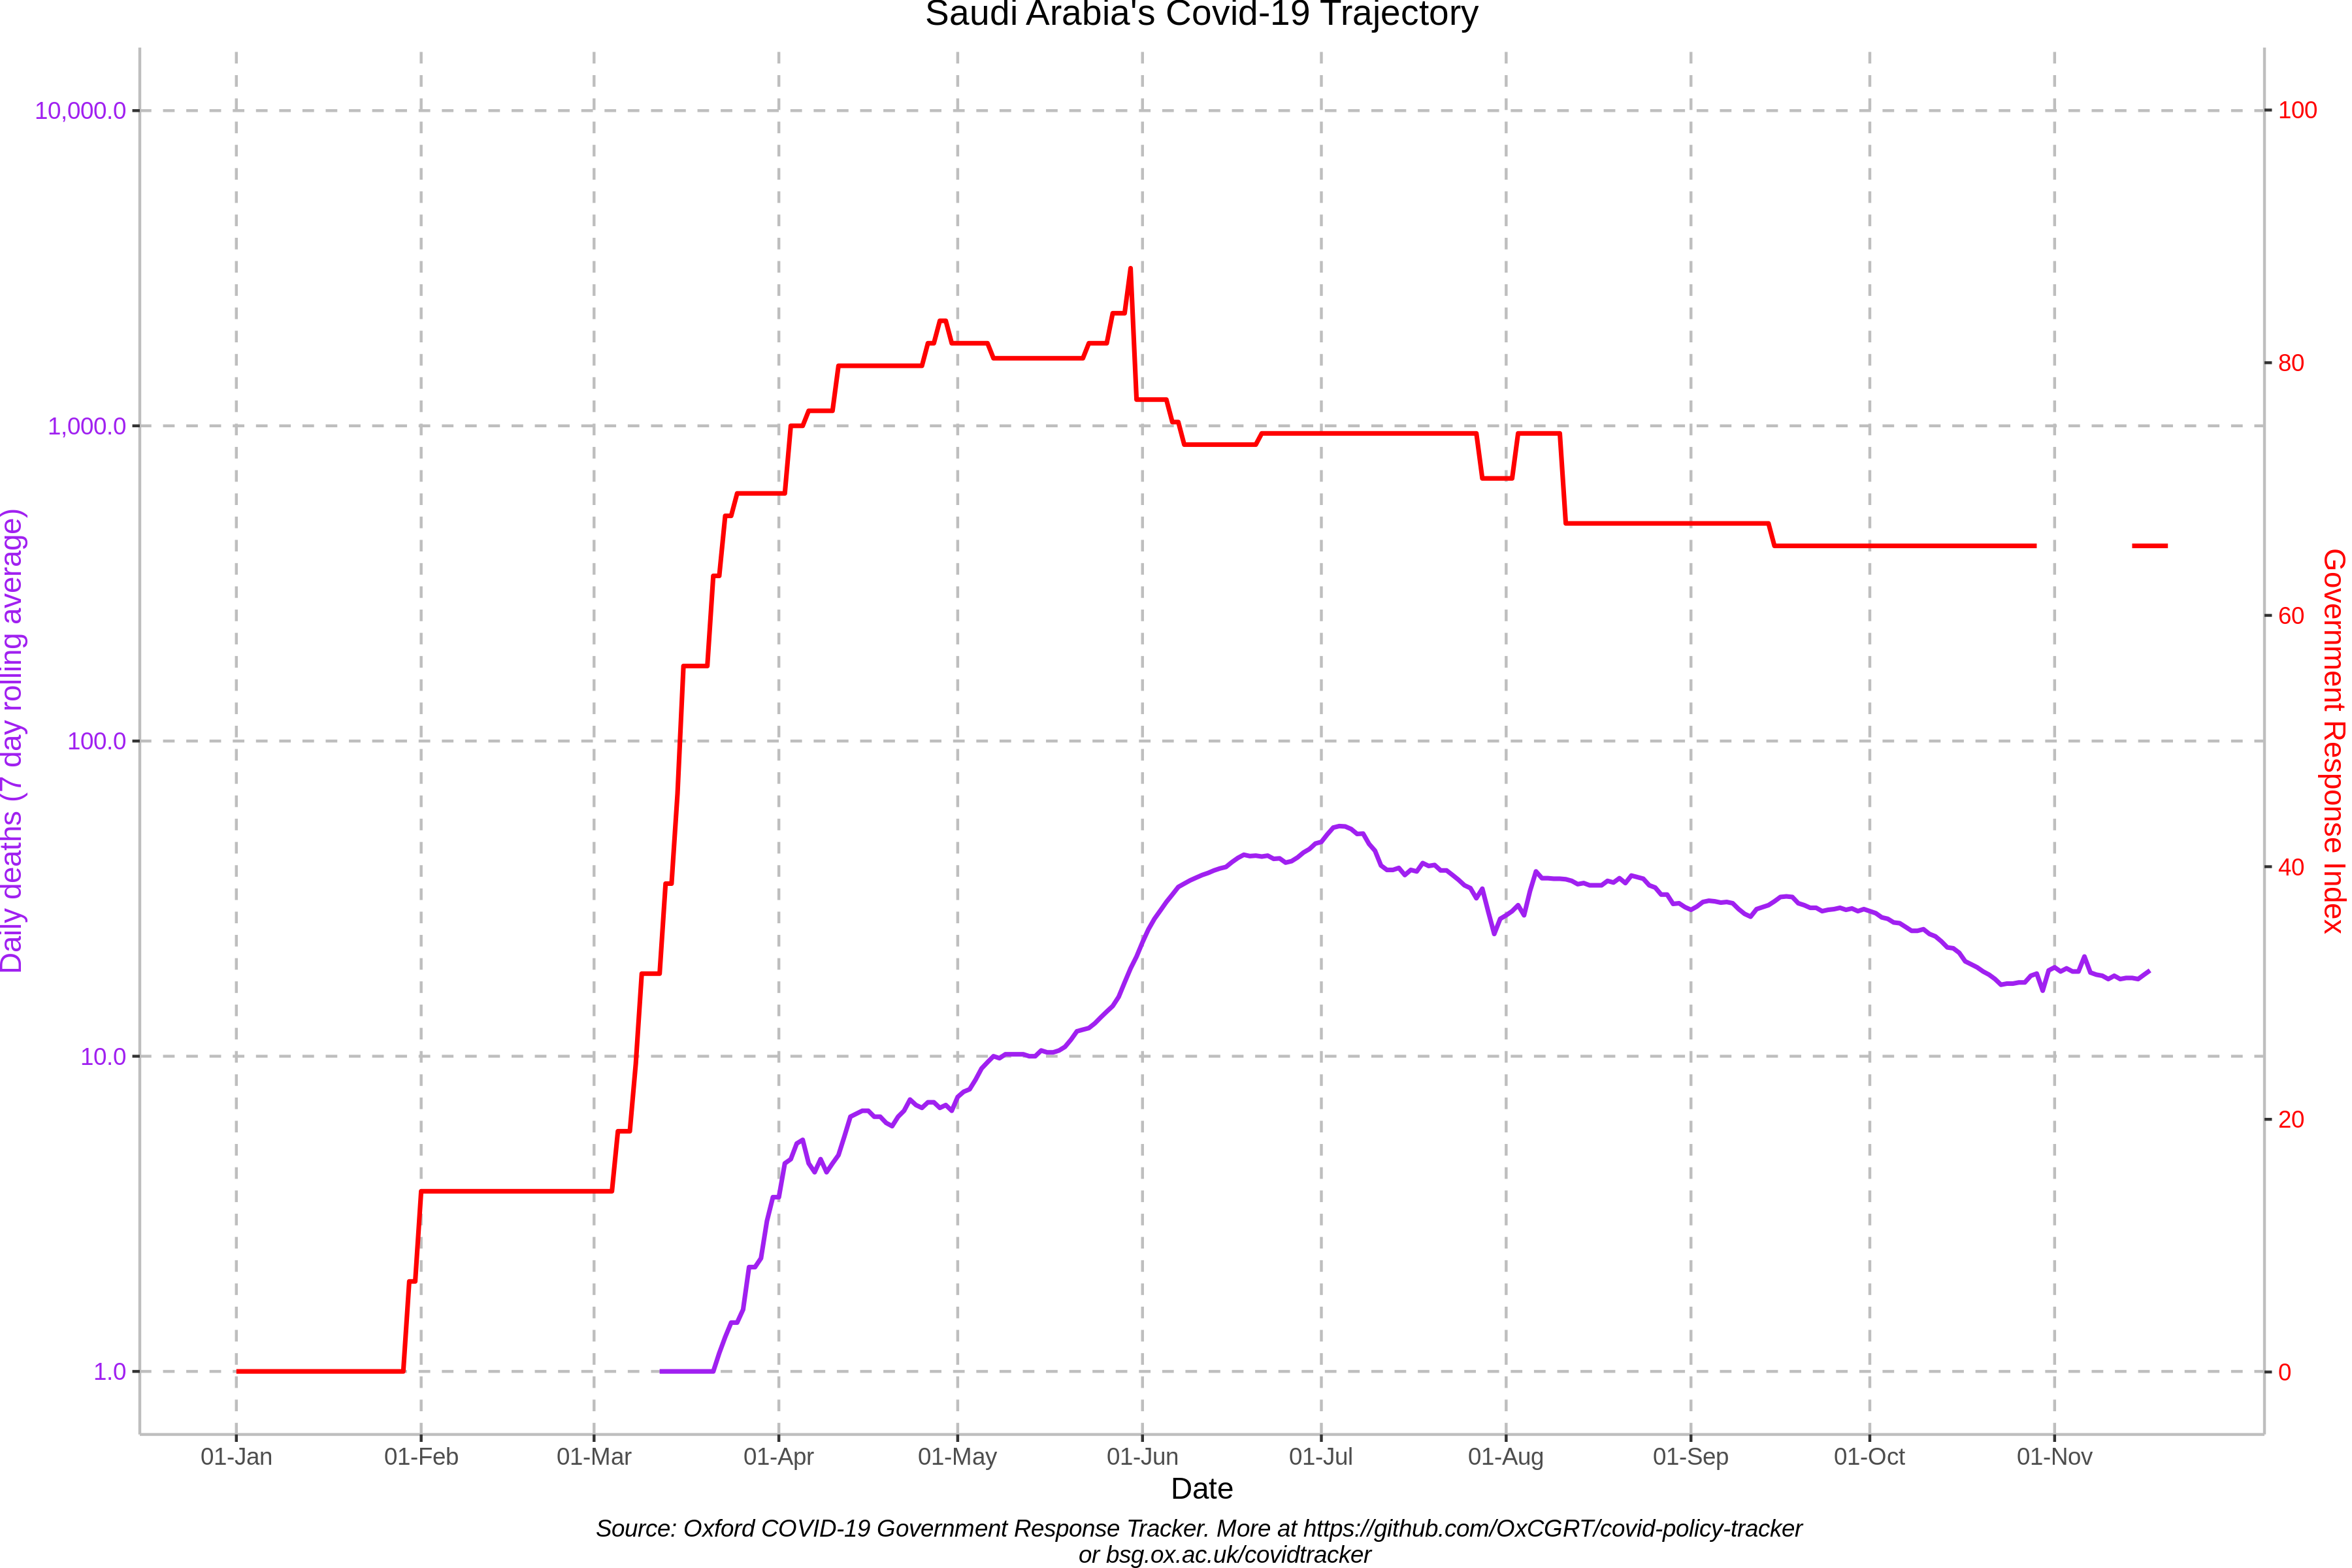 Saudi Arabia's Covid-19 Trajectory
10,000.0
1,000.0
100.0
10.0
1.0
Daily deaths (7 day rolling average)
100
80
60
40
20
0
Government Response Index
01-Jan
01-Feb
01-Mar
01-Apr
01-May
01-Jun
01-Jul
01-Aug
01-Sep
01-Oct
01-Nov
Date
Source: Oxford COVID-19 Government Response Tracker. More at https://github.com/OxCGRT/covid-policy-tracker
or bsg.ox.ac.uk/covidtracker